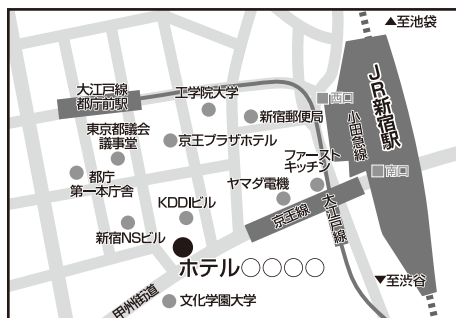 ▲至池袋
大江戸線
都庁前駅
工学院大学
新宿郵便局
西口
JR新宿駅
小田急線
東京都議会
議事堂
京王プラザホテル
ファースト
キッチン
南口
都庁
第一本庁舎
ヤマダ電機
KDDIビル
京王線
大江戸線
新宿NSビル
ホテル○○○○
▼至渋谷
甲州街道
文化学園大学